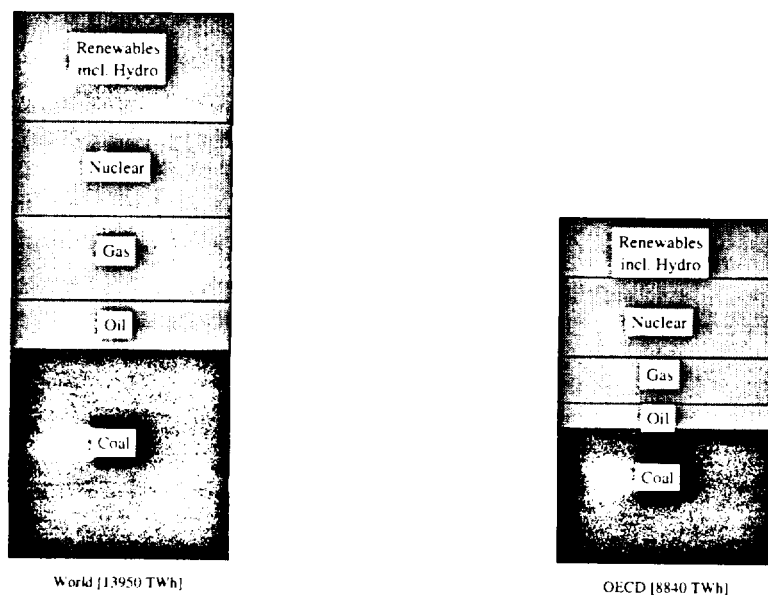 Renewables
incl. Hydro
Nuclear
Gas
Oil
Coal
World [13950 TWh]
Renewables
incl. Hydro
Nuclear
Gas
Oil
Coal
OECD [8840 TWh]